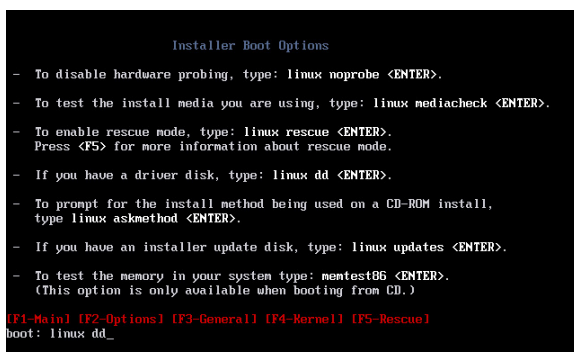 Installer Boot Options
- To disable hardware probing, type: linux noprobe <ENTER>.
- To test the install media you are using, type: linux mediacheck <ENTER>.
- To enable rescue mode, type: linux rescue <ENTER>.
Press <F5> for more information about rescue mode.
- If you have a driver disk, type: linux dd <ENTER>.
- To prompt for the install method being used on a CD-ROM install,
type linux askmethod <ENTER>.
- If you have an installer update disk, type: linux updates <ENTER>.
- To test the memory in your system type: memtest86 <ENTER>.
(This option is only available when booting from CD.)
[F1-Main] [F2-Options] [F3-General] [F4-Kernel] [F5-Rescue]
boot: linux dd_